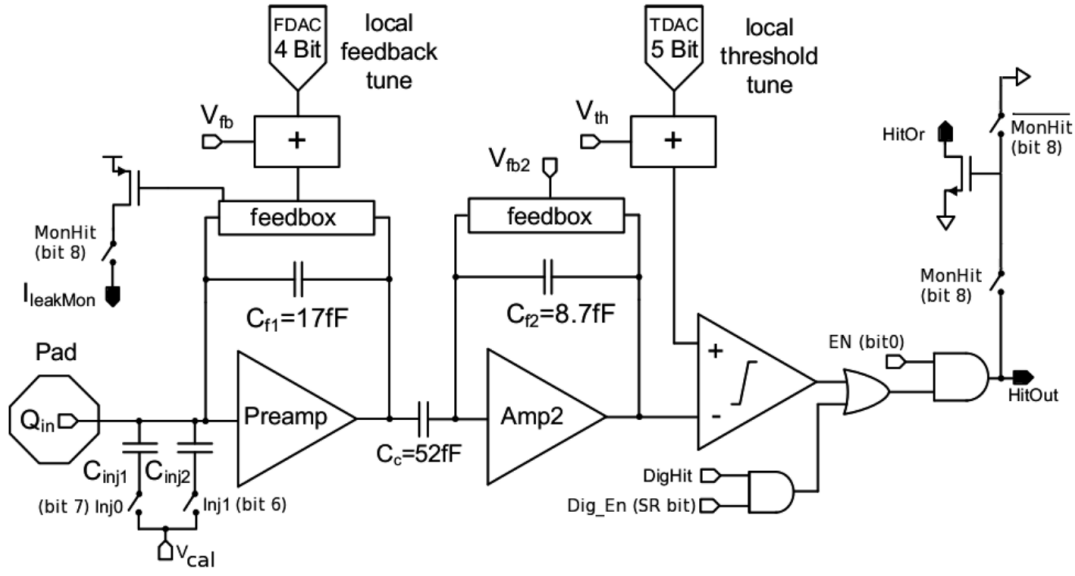 FDAC
4 Bit
local
feedback
tune
TDAC
5 Bit
local
threshold
tune
V_fb
+
V_th
+
MonHit
(bit 8)
HitOr
V_fb2
feedbox
feedbox
MonHit
(bit 8)
I_leakMon
MonHit
(bit 8)
C_f1=17fF
C_f2=8.7fF
Pad
Q_in
Preamp
Amp2
+
-
EN (bit0)
HitOut
C_c=52fF
C_inj1
C_inj2
(bit 7) Inj0
Inj1 (bit 6)
DigHit
Dig_En (SR bit)
V_cal